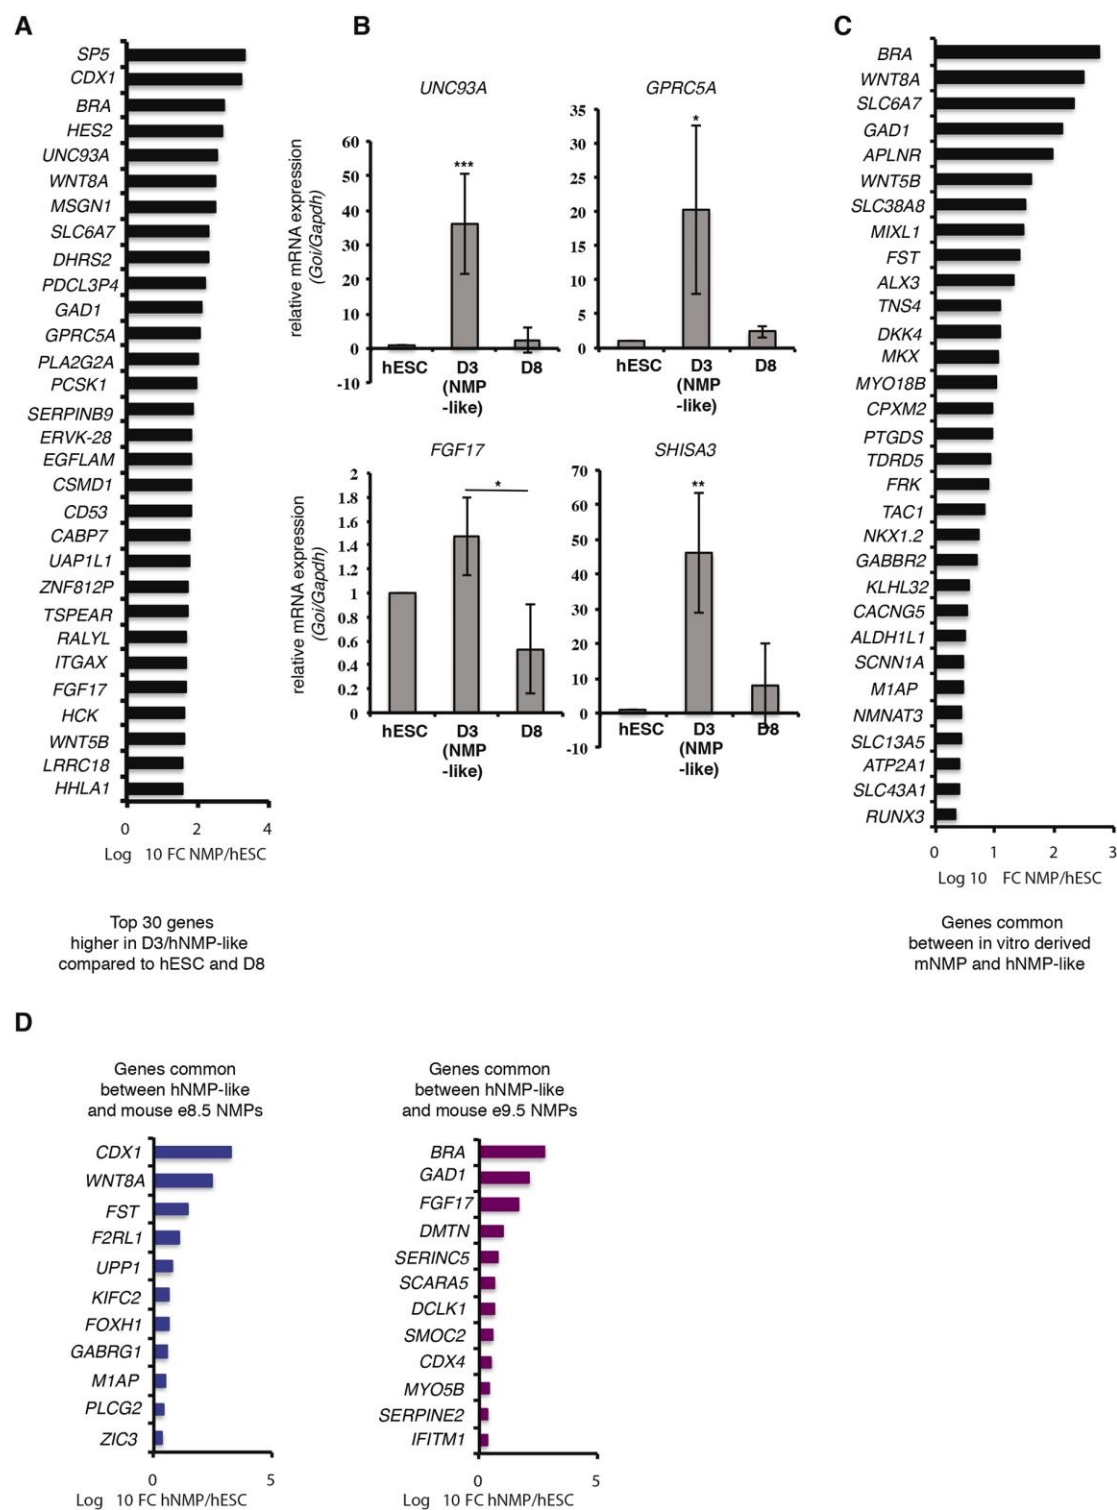 A
SP5
CDX1
BRA
HES2
UNC93A
WNT8A
MSGN1
SLC6A7
DHRS2
PDCL3P4
GAD1
GPRC5A
PLA2G2A
PCSK1
SERPINB9
ERVK-28
EGFLAM
CSMD1
CD53
CABP7
UAP1L1
ZNF812P
TSPEAR
RALYL
ITGAX
FGF17
HCK
WNT5B
LRRC18
HHLA1
0 2 4
Log 10 FC NMP/hESC
Top 30 genes
higher in D3/hNMP-like
compared to hESC and D8
B
UNC93A
relative mRNA expression
(Goi/Gapdh)
60
50
40
30
20
10
0
-10
***
hESC D3 D8
(NMP
-like)
GPRC5A
35
30
25
20
15
10
5
0
*
hESC D3 D8
(NMP
-like)
FGF17
relative mRNA expression
(Goi/Gapdh)
2
1.8
1.6
1.4
1.2
1
0.8
0.6
0.4
0.2
0
*
hESC D3 D8
(NMP
-like)
SHISA3
70
60
50
40
30
20
10
0
-10
**
hESC D3 D8
(NMP
-like)
C
BRA
WNT8A
SLC6A7
GAD1
APLNR
WNT5B
SLC38A8
MIXL1
FST
ALX3
TNS4
DKK4
MKX
MYO18B
CPXM2
PTGDS
TDRD5
FRK
TAC1
NKX1.2
GABBR2
KLHL32
CACNG5
ALDH1L1
SCNN1A
M1AP
NMNAT3
SLC13A5
ATP2A1
SLC43A1
RUNX3
0 1 2 3
Log 10 FC NMP/hESC
Genes common
between in vitro derived
mNMP and hNMP-like
D
Genes common
between hNMP-like
and mouse e8.5 NMPs
CDX1
WNT8A
FST
F2RL1
UPP1
KIFC2
FOXH1
GABRG1
M1AP
PLCG2
ZIC3
0 5
Log 10 FC hNMP/hESC
Genes common
between hNMP-like
and mouse e9.5 NMPs
BRA
GAD1
FGF17
DMTN
SERINC5
SCARA5
DCLK1
SMOC2
CDX4
MYO5B
SERPINE2
IFITM1
0 5
Log 10 FC hNMP/hESC